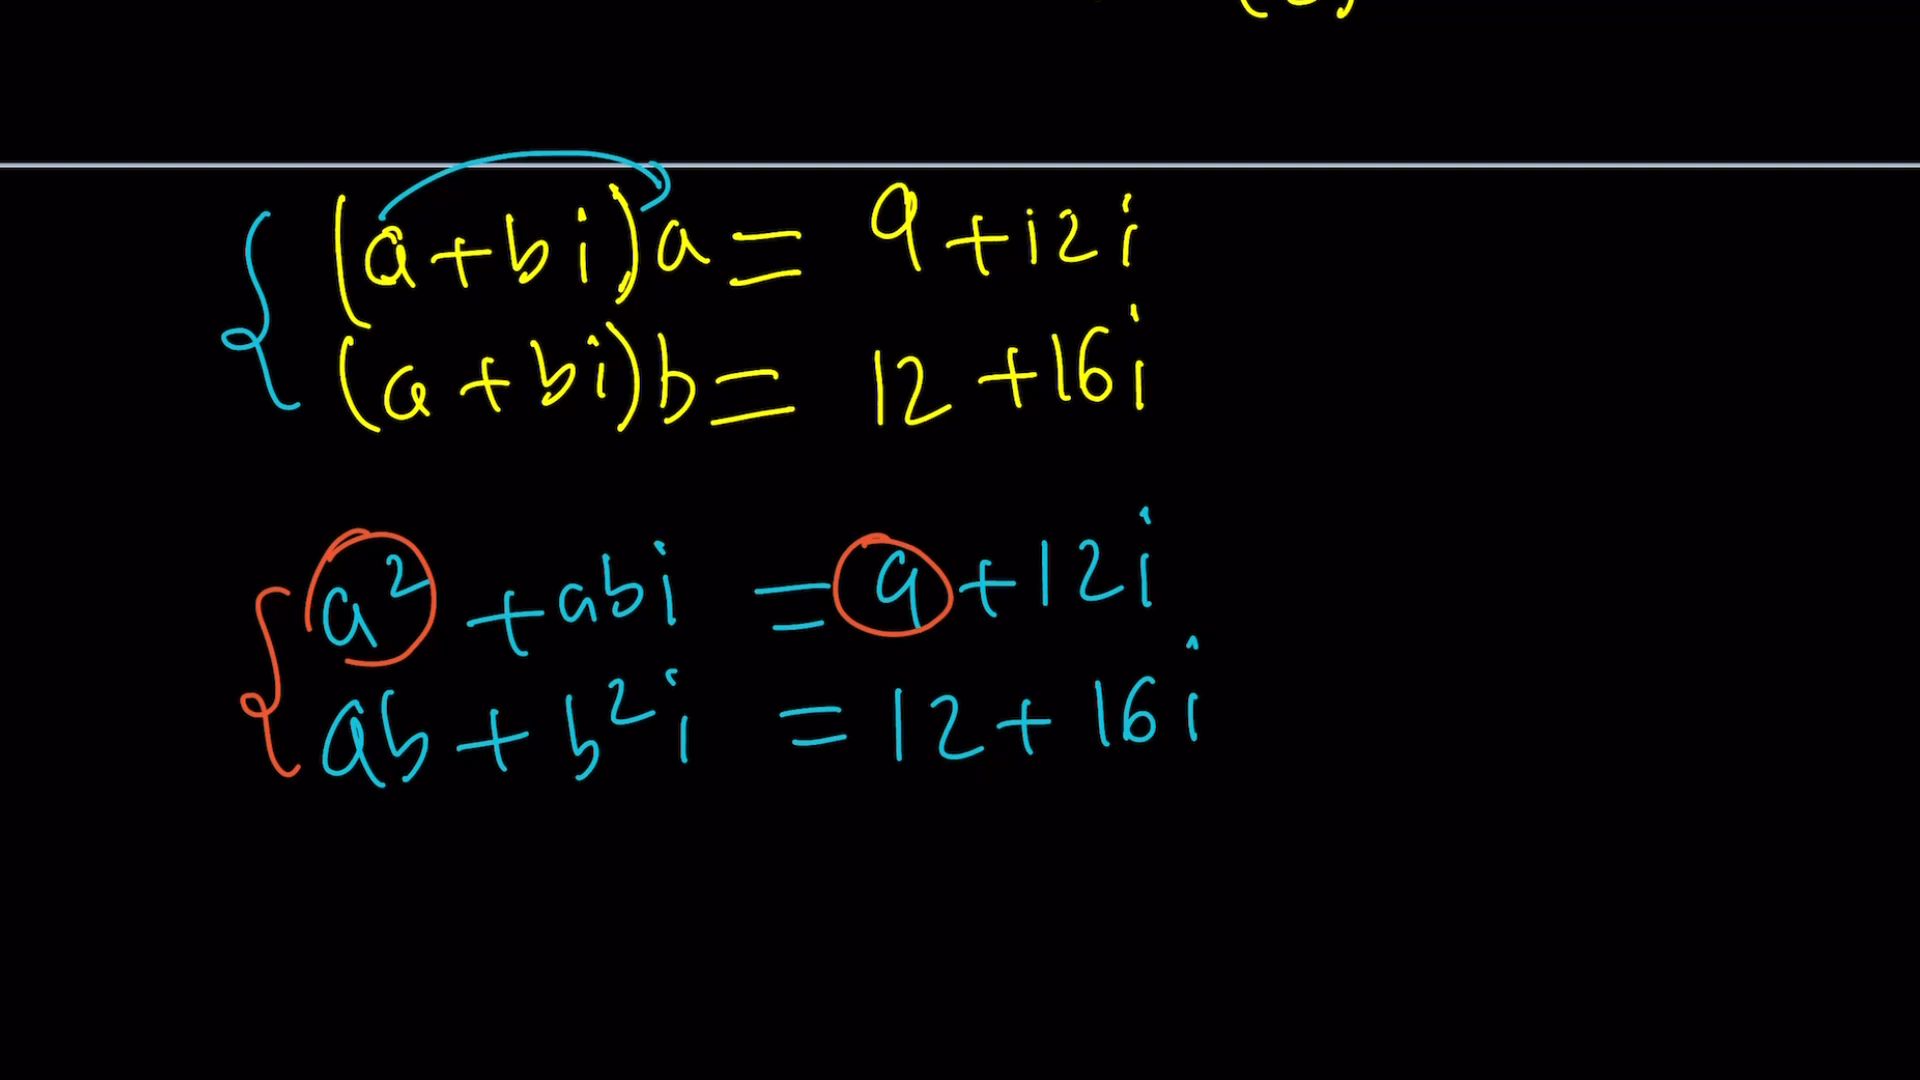 (a+bi)a = 9+12i
(a+bi)b = 12+16i
a² + abi = 9+12i
ab + b²i = 12+16i